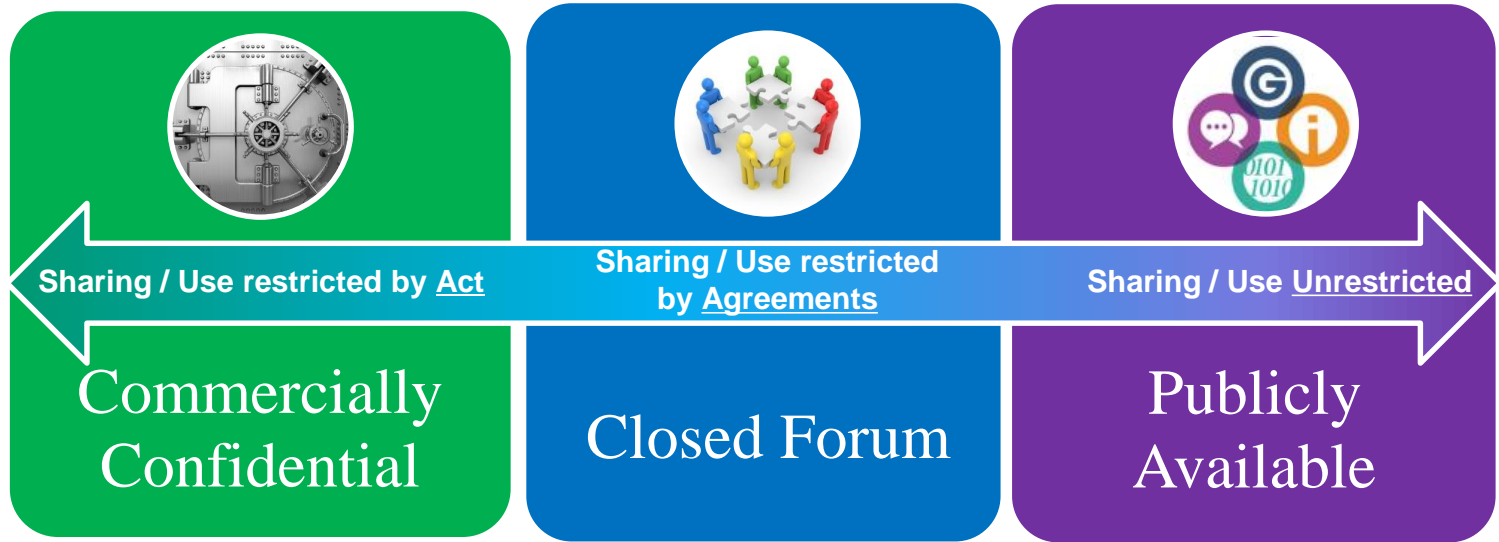 G
i
0101
1010
Sharing / Use restricted by Act
Sharing / Use restricted
by Agreements
Sharing / Use Unrestricted
Commercially
Confidential
Closed Forum
Publicly
Available